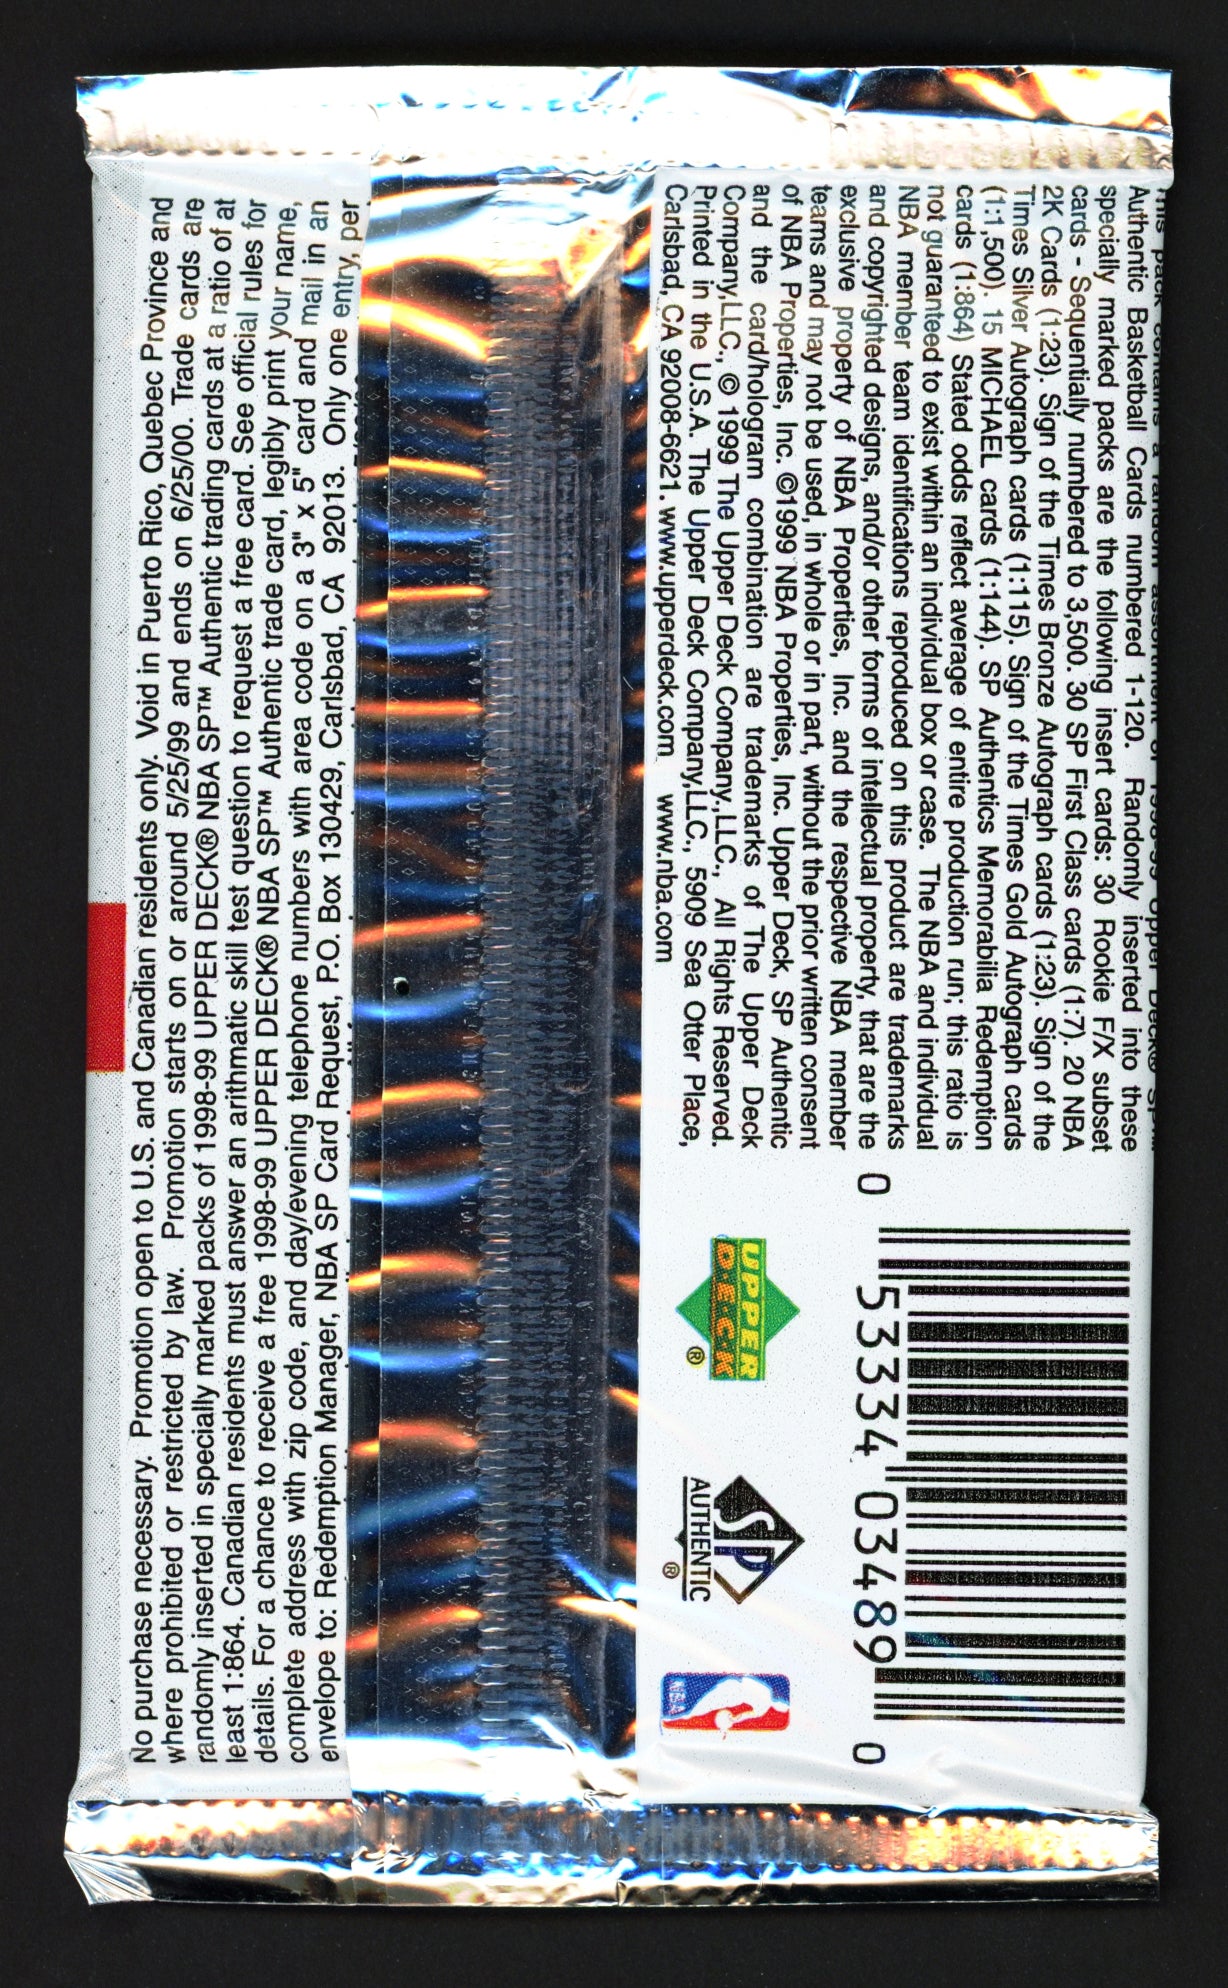 No purchase necessary. Promotion open to U.S. and Canadian residents only. Void in Puerto Rico, Quebec Province and
where prohibited or restricted by law. Promotion starts on or around 5/25/99 and ends on 6/25/00. Trade cards are
randomly inserted in specially marked packs of 1998-99 UPPER DECK® NBA SP™ Authentic trading cards at a ratio of at
least 1:864. Canadian residents must answer an arithmatic skill test question to request a free card. See official rules for
details. For a chance to receive a free 1998-99 UPPER DECK® NBA SP™ Authentic trade card, legibly print your name,
complete address with zip code, and day/evening telephone numbers with area code on a 3" x 5" card and mail in an
envelope to: Redemption Manager, NBA SP Card Request, P.O. Box 130429, Carlsbad, CA 92013. Only one entry, per
This pack contains a random assortment of 1998-99 Upper Deck® SP™
Authentic Basketball Cards numbered 1-120. Randomly inserted into these
specially marked packs are the following insert cards: 30 Rookie F/X subset
cards - Sequentially numbered to 3,500. 30 SP First Class cards (1:7). 20 NBA
2K Cards (1:23). Sign of the Times Bronze Autograph cards (1:23). Sign of the
Times Silver Autograph cards (1:115). Sign of the Times Gold Autograph cards
(1:1,500). 15 MICHAEL cards (1:144). SP Authentics Memorabilia Redemption
cards (1:864) Stated odds reflect average of entire production run; this ratio is
not guaranteed to exist within an individual box or case. The NBA and individual
NBA member team identifications reproduced on this product are trademarks
and copyrighted designs, and/or other forms of intellectual property, that are the
exclusive property of NBA Properties, Inc. and the respective NBA member
teams and may not be used, in whole or in part, without the prior written consent
of NBA Properties, Inc. ©1999 NBA Properties, Inc. Upper Deck, SP Authentic
and the card/hologram combination are trademarks of The Upper Deck
Company,LLC., © 1999 The Upper Deck Company.,LLC., All Rights Reserved.
Printed in the U.S.A. The Upper Deck Company,LLC., 5909 Sea Otter Place,
Carlsbad, CA 92008-6621. www.upperdeck.com www.nba.com
0 53334 03489 0
UPPER
DECK®
SP
AUTHENTIC®
NBA